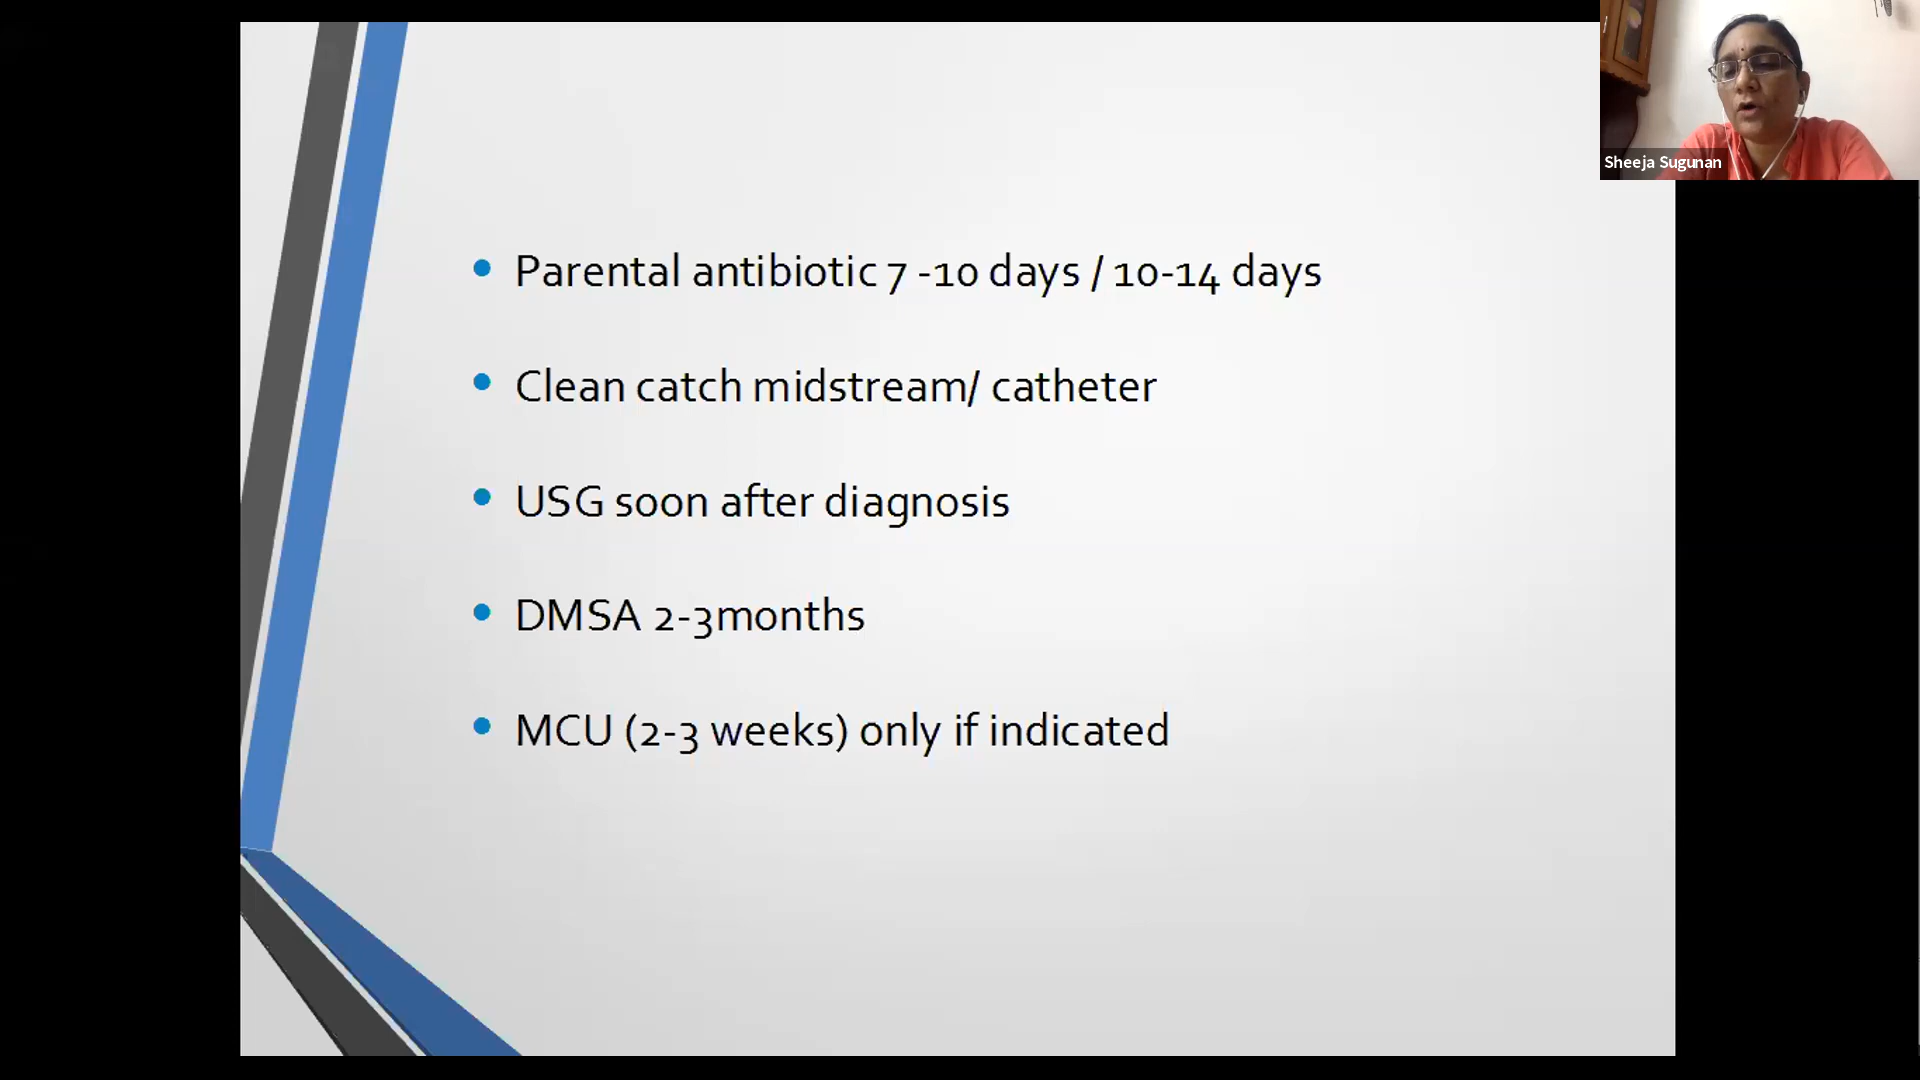 Sheeja Sugunan
Parental antibiotic 7 -10 days / 10-14 days
Clean catch midstream/ catheter
USG soon after diagnosis
DMSA 2-3months
MCU (2-3 weeks) only if indicated